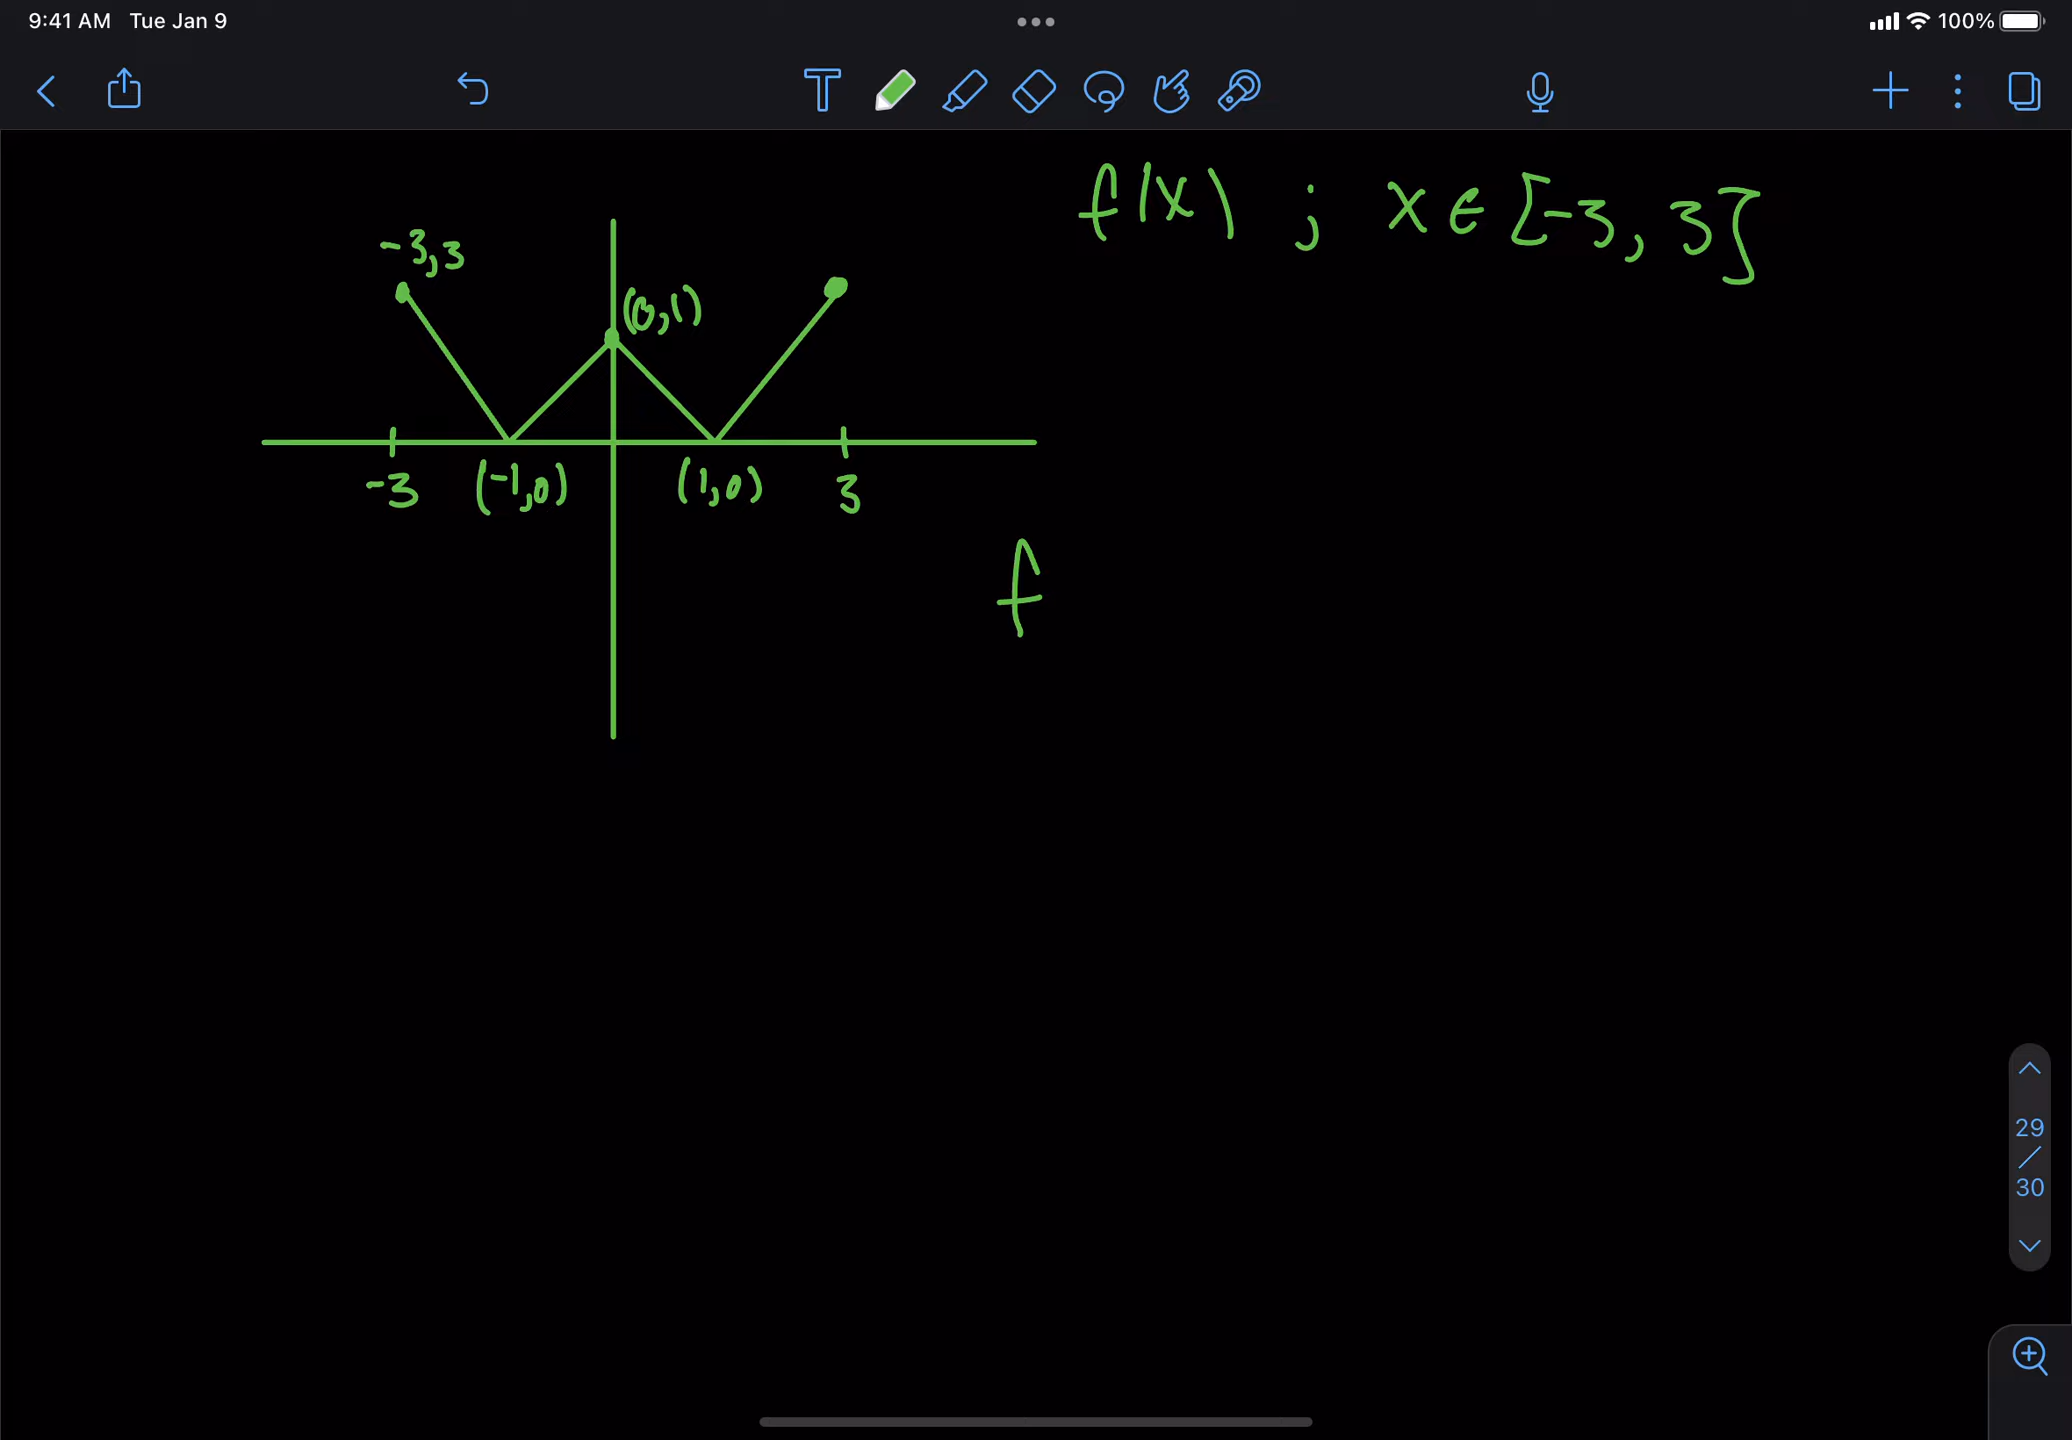 9:41 AM Tue Jan 9
100%
f(x) ; x ∈ [-3, 3]
-3,3
(0,1)
-3 (-1,0) (1,0) 3
f
29
/
30